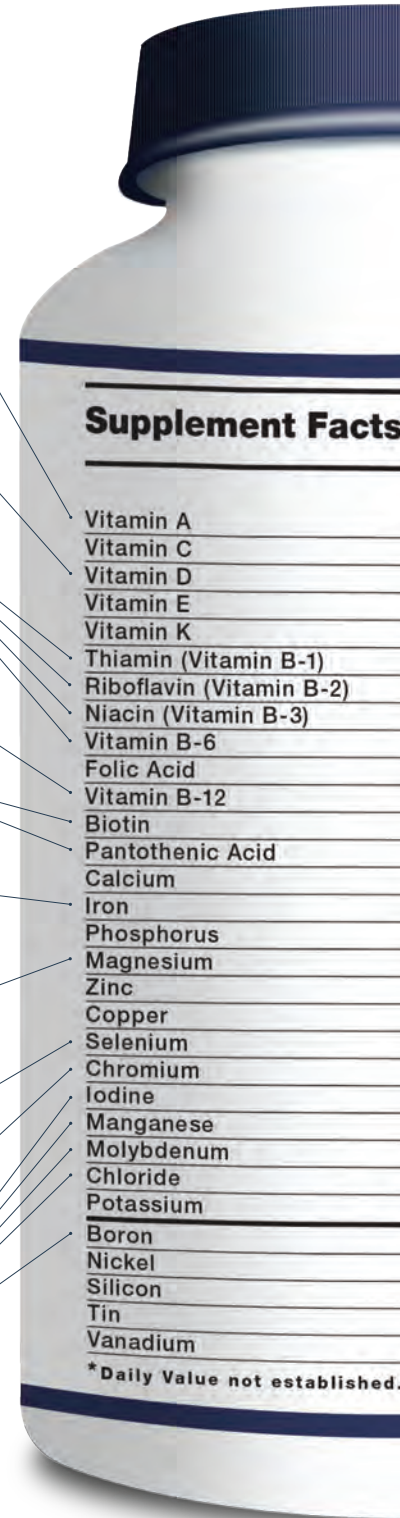 Supplement Facts
Vitamin A
Vitamin C
Vitamin D
Vitamin E
Vitamin K
Thiamin (Vitamin B-1)
Riboflavin (Vitamin B-2)
Niacin (Vitamin B-3)
Vitamin B-6
Folic Acid
Vitamin B-12
Biotin
Pantothenic Acid
Calcium
Iron
Phosphorus
Magnesium
Zinc
Copper
Selenium
Chromium
Iodine
Manganese
Molybdenum
Chloride
Potassium
Boron
Nickel
Silicon
Tin
Vanadium
*Daily Value not established.